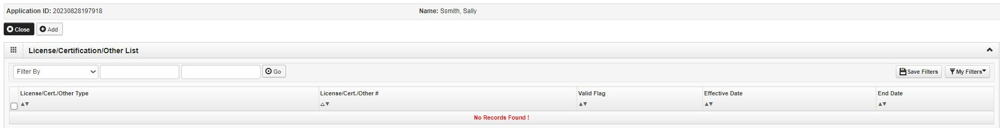 Application ID: 20230828197918 Name: Ssmith, Sally
Close Add
License/Certification/Other List
Filter By Go Save Filters My Filters
License/Cert./Other Type License/Cert./Other # Valid Flag Effective Date End Date
No Records Found !